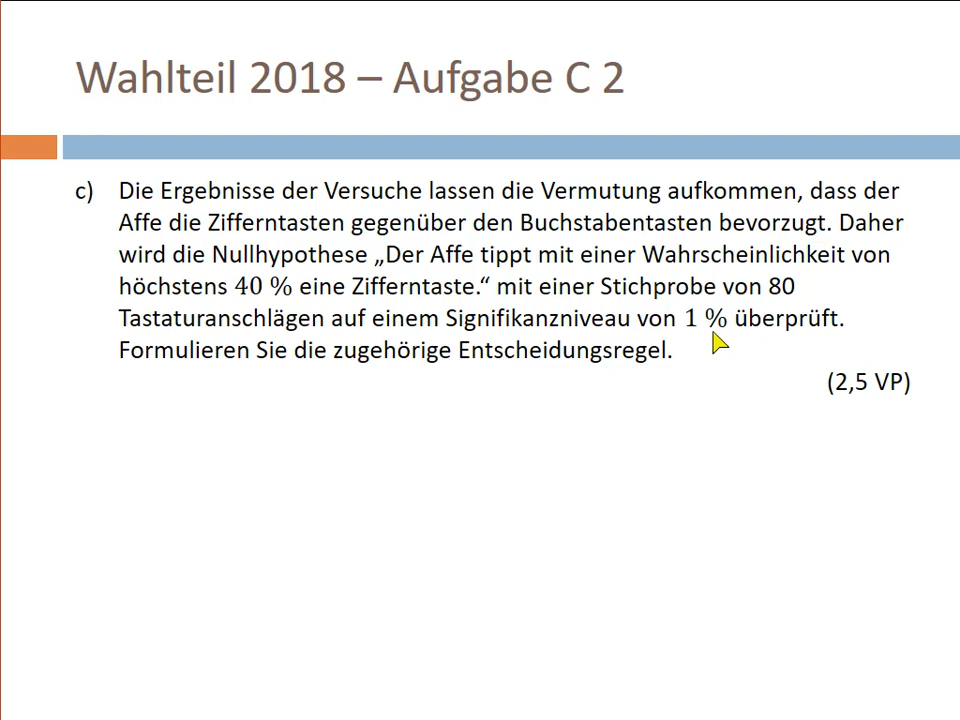 Wahlteil 2018 – Aufgabe C 2
c) Die Ergebnisse der Versuche lassen die Vermutung aufkommen, dass der
Affe die Zifferntasten gegenüber den Buchstabentasten bevorzugt. Daher
wird die Nullhypothese „Der Affe tippt mit einer Wahrscheinlichkeit von
höchstens 40 % eine Zifferntaste.“ mit einer Stichprobe von 80
Tastaturanschlägen auf einem Signifikanzniveau von 1 % überprüft.
Formulieren Sie die zugehörige Entscheidungsregel.
(2,5 VP)